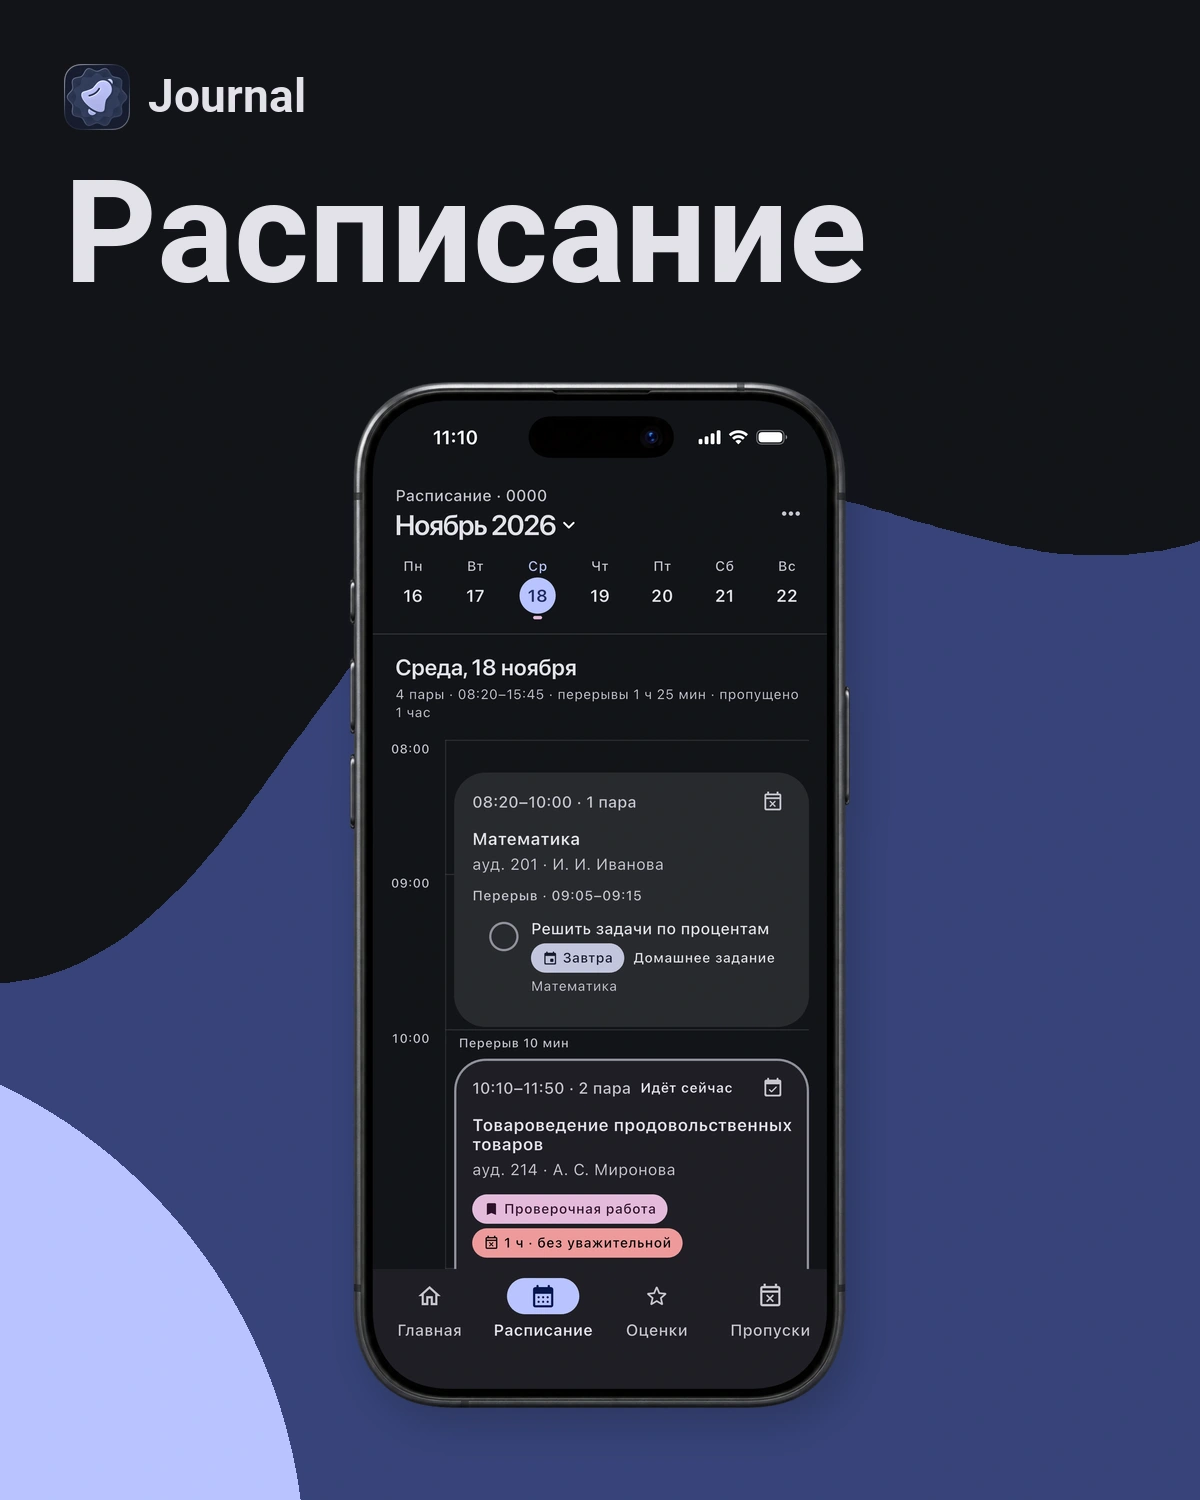 Journal
Расписание
11:10
Расписание · 0000
Ноябрь 2026
Пн Вт Ср Чт Пт Сб Вс
16 17 18 19 20 21 22
Среда, 18 ноября
4 пары · 08:20–15:45 · перерывы 1 ч 25 мин · пропущено
1 час
08:00
08:20–10:00 · 1 пара
Математика
ауд. 201 · И. И. Иванова
09:00
Перерыв · 09:05–09:15
Решить задачи по процентам
Завтра Домашнее задание
Математика
10:00
Перерыв 10 мин
10:10–11:50 · 2 пара Идёт сейчас
Товароведение продовольственных
товаров
ауд. 214 · А. С. Миронова
Проверочная работа
1 ч · без уважительной
Главная Расписание Оценки Пропуски